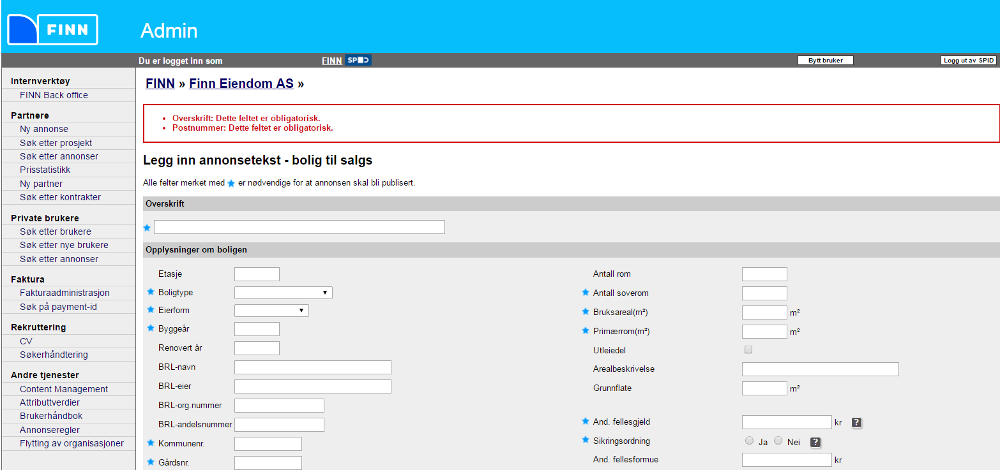 FINN
Admin
Du er logget inn som
FINN SPiD
Bytt bruker
Logg ut av SPiD
Internverktøy
FINN Back office
Partnere
Ny annonse
Søk etter prosjekt
Søk etter annonser
Prisstatistikk
Ny partner
Søk etter kontrakter
Private brukere
Søk etter brukere
Søk etter nye brukere
Søk etter annonser
Faktura
Fakturaadministrasjon
Søk på payment-id
Rekruttering
CV
Søkerhåndtering
Andre tjenester
Content Management
Attributtverdier
Brukerhåndbok
Annonseregler
Flytting av organisasjoner
FINN » Finn Eiendom AS »
• Overskrift: Dette feltet er obligatorisk.
• Postnummer: Dette feltet er obligatorisk.
Legg inn annonsetekst - bolig til salgs
Alle felter merket med er nødvendige for at annonsen skal bli publisert.
Overskrift
Opplysninger om boligen
Etasje
Boligtype
Eierform
Byggeår
Renovert år
BRL-navn
BRL-eier
BRL-org.nummer
BRL-andelsnummer
Kommunenr.
Gårdsnr.
Antall rom
Antall soverom
Bruksareal(m²) m²
Primærrom(m²) m²
Utleiedel
Arealbeskrivelse
Grunnflate m²
And. fellesgjeld kr ?
Sikringsordning Ja Nei ?
And. fellesformue kr